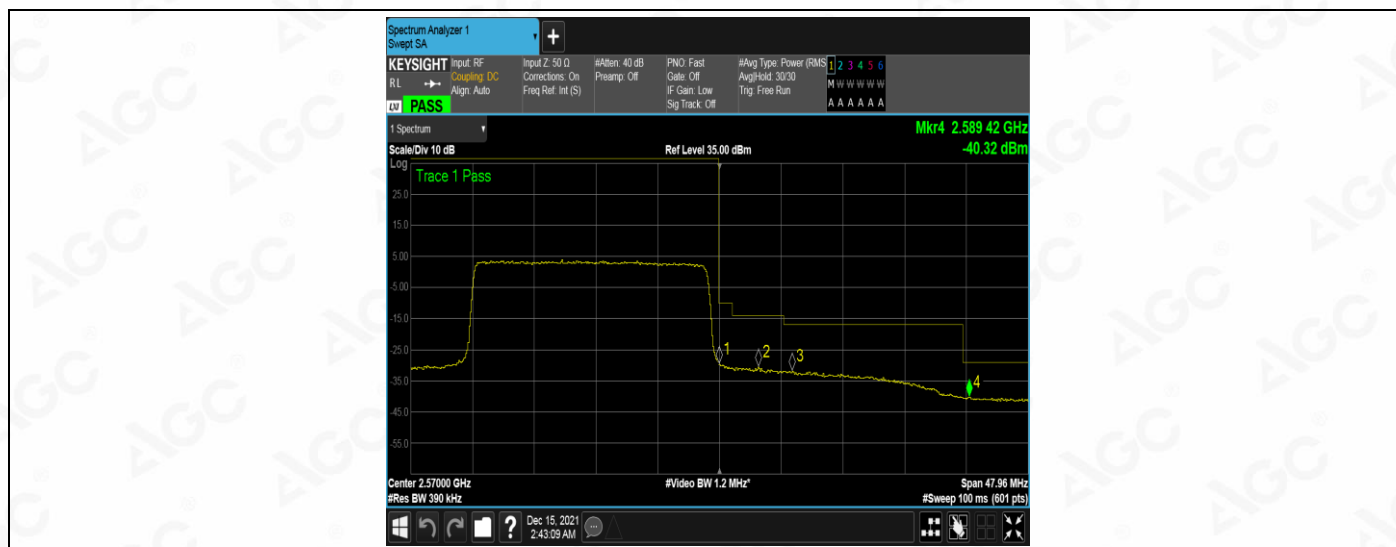 Spectrum Analyzer 1
Swept SA
KEYSIGHT Input: RF Input Z: 50 Ω #Atten: 40 dB PNO: Fast #Avg Type: Power (RMS 1 2 3 4 5 6
R L Coupling: DC Corrections: On Preamp: Off Gate: Off Avg|Hold: 30/30 M W W W W W
Align: Auto Freq Ref: Int (S) IF Gain: Low Trig: Free Run
LXI PASS Sig Track: Off A A A A A A
1 Spectrum Mkr4 2.589 42 GHz
Scale/Div 10 dB Ref Level 35.00 dBm -40.32 dBm
Log
Trace 1 Pass
25.0
15.0
5.00
-5.00
-15.0
-25.0 1 2 3
-35.0 4
-45.0
-55.0
Center 2.57000 GHz #Video BW 1.2 MHz* Span 47.96 MHz
#Res BW 390 kHz #Sweep 100 ms (601 pts)
? Dec 15, 2021
2:43:09 AM
AGC